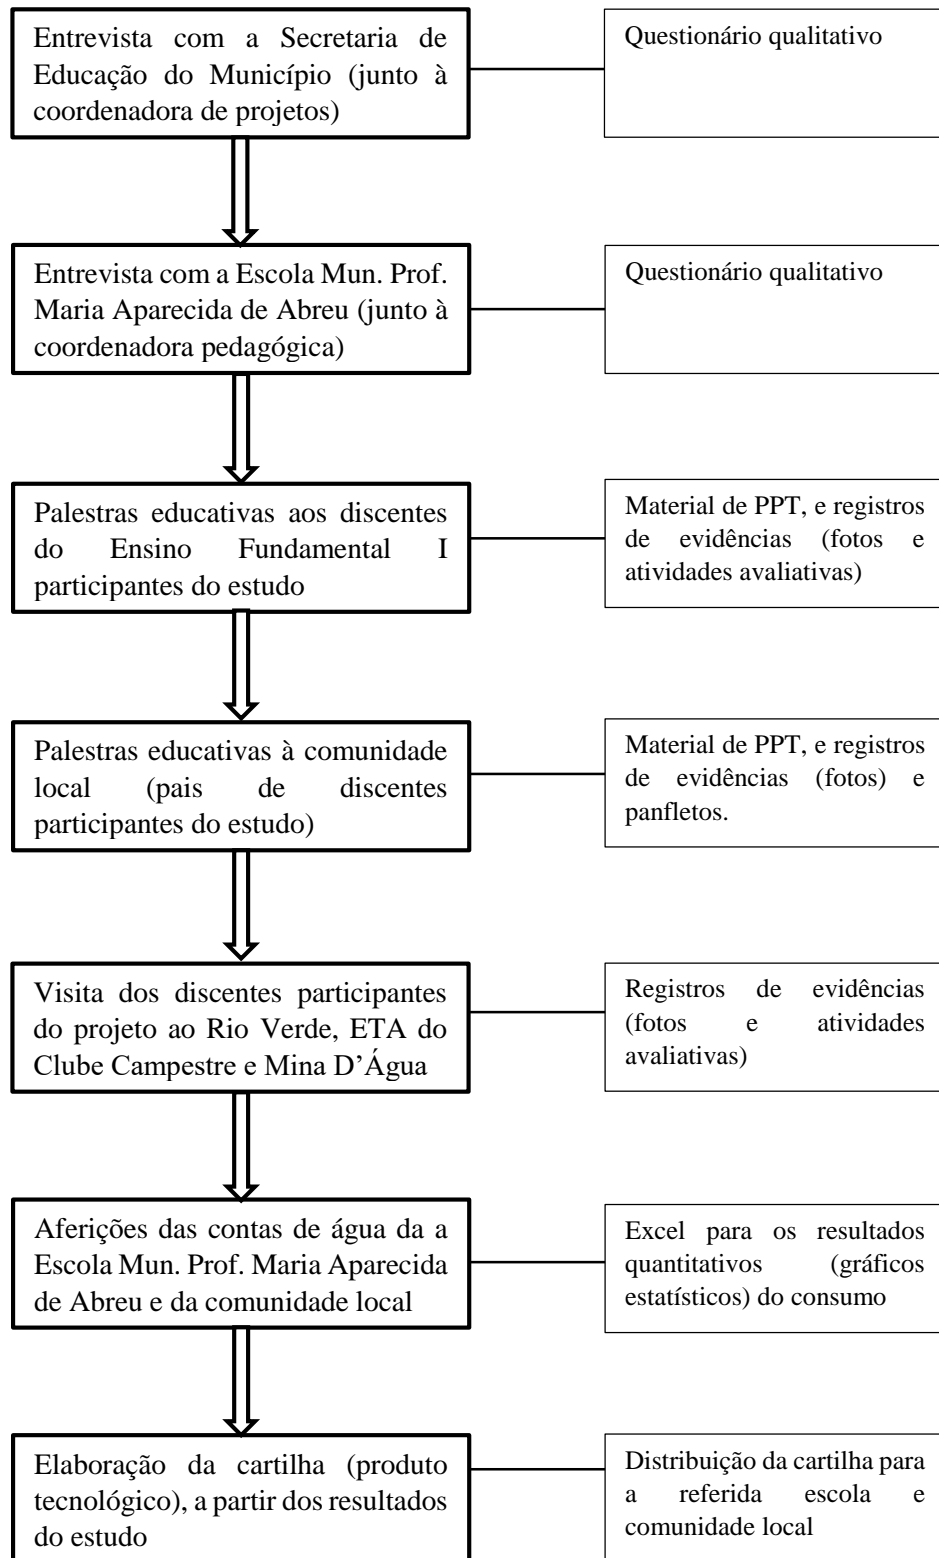 Entrevista com a Secretaria de
Educação do Município (junto à
coordenadora de projetos)
Questionário qualitativo
Entrevista com a Escola Mun. Prof.
Maria Aparecida de Abreu (junto à
coordenadora pedagógica)
Questionário qualitativo
Palestras educativas aos discentes
do Ensino Fundamental I
participantes do estudo
Material de PPT, e registros
de evidências (fotos e
atividades avaliativas)
Palestras educativas à comunidade
local (pais de discentes
participantes do estudo)
Material de PPT, e registros
de evidências (fotos) e
panfletos.
Visita dos discentes participantes
do projeto ao Rio Verde, ETA do
Clube Campestre e Mina D’Água
Registros de evidências
(fotos e atividades
avaliativas)
Aferições das contas de água da a
Escola Mun. Prof. Maria Aparecida
de Abreu e da comunidade local
Excel para os resultados
quantitativos (gráficos
estatísticos) do consumo
Elaboração da cartilha (produto
tecnológico), a partir dos resultados
do estudo
Distribuição da cartilha para
a referida escola e
comunidade local